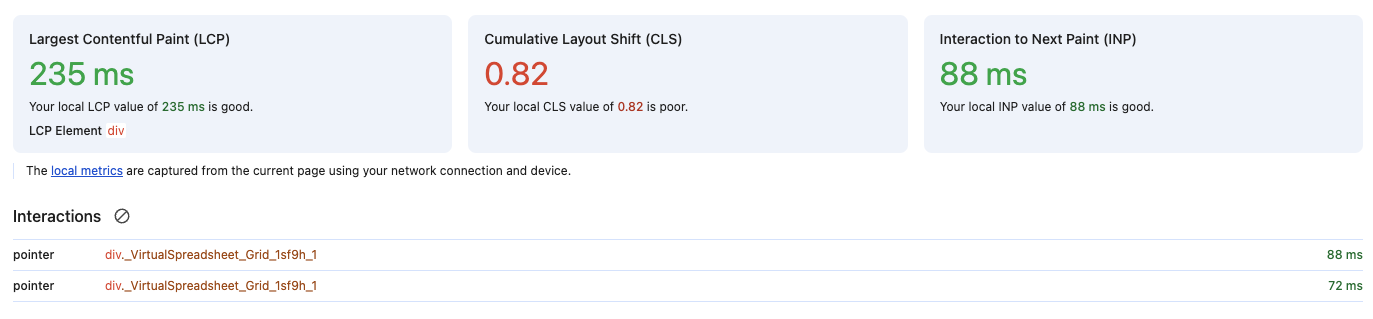 Largest Contentful Paint (LCP)
235 ms
Your local LCP value of 235 ms is good.
LCP Element div
Cumulative Layout Shift (CLS)
0.82
Your local CLS value of 0.82 is poor.
Interaction to Next Paint (INP)
88 ms
Your local INP value of 88 ms is good.
The local metrics are captured from the current page using your network connection and device.
Interactions
pointer div._VirtualSpreadsheet_Grid_1sf9h_1 88 ms
pointer div._VirtualSpreadsheet_Grid_1sf9h_1 72 ms